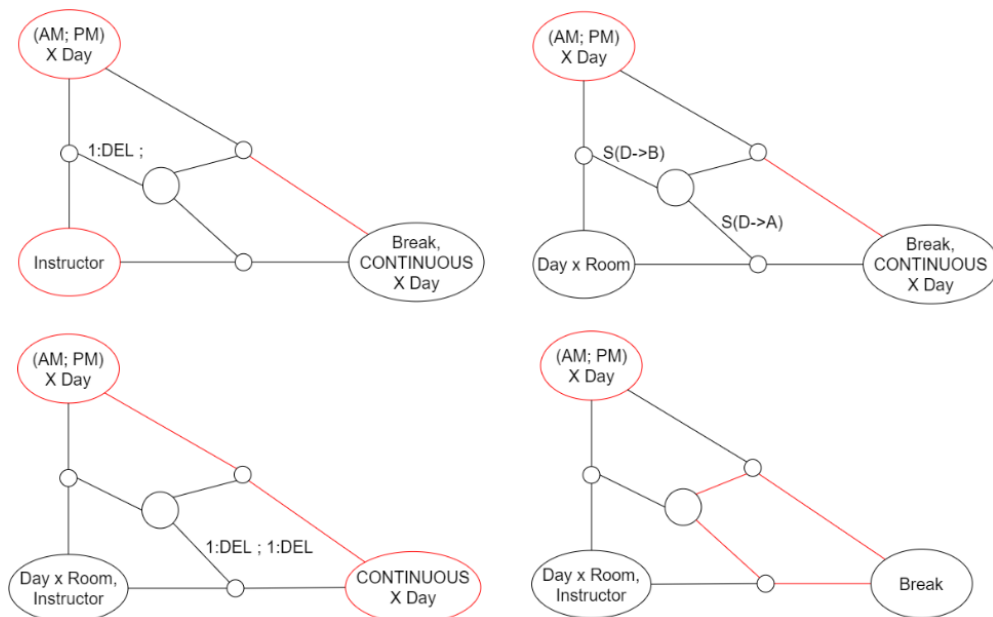 (AM; PM)
X Day
1:DEL ;
Instructor
Break,
CONTINUOUS
X Day
(AM; PM)
X Day
S(D->B)
S(D->A)
Day x Room
Break,
CONTINUOUS
X Day
(AM; PM)
X Day
1:DEL ; 1:DEL
Day x Room,
Instructor
CONTINUOUS
X Day
(AM; PM)
X Day
Day x Room,
Instructor
Break